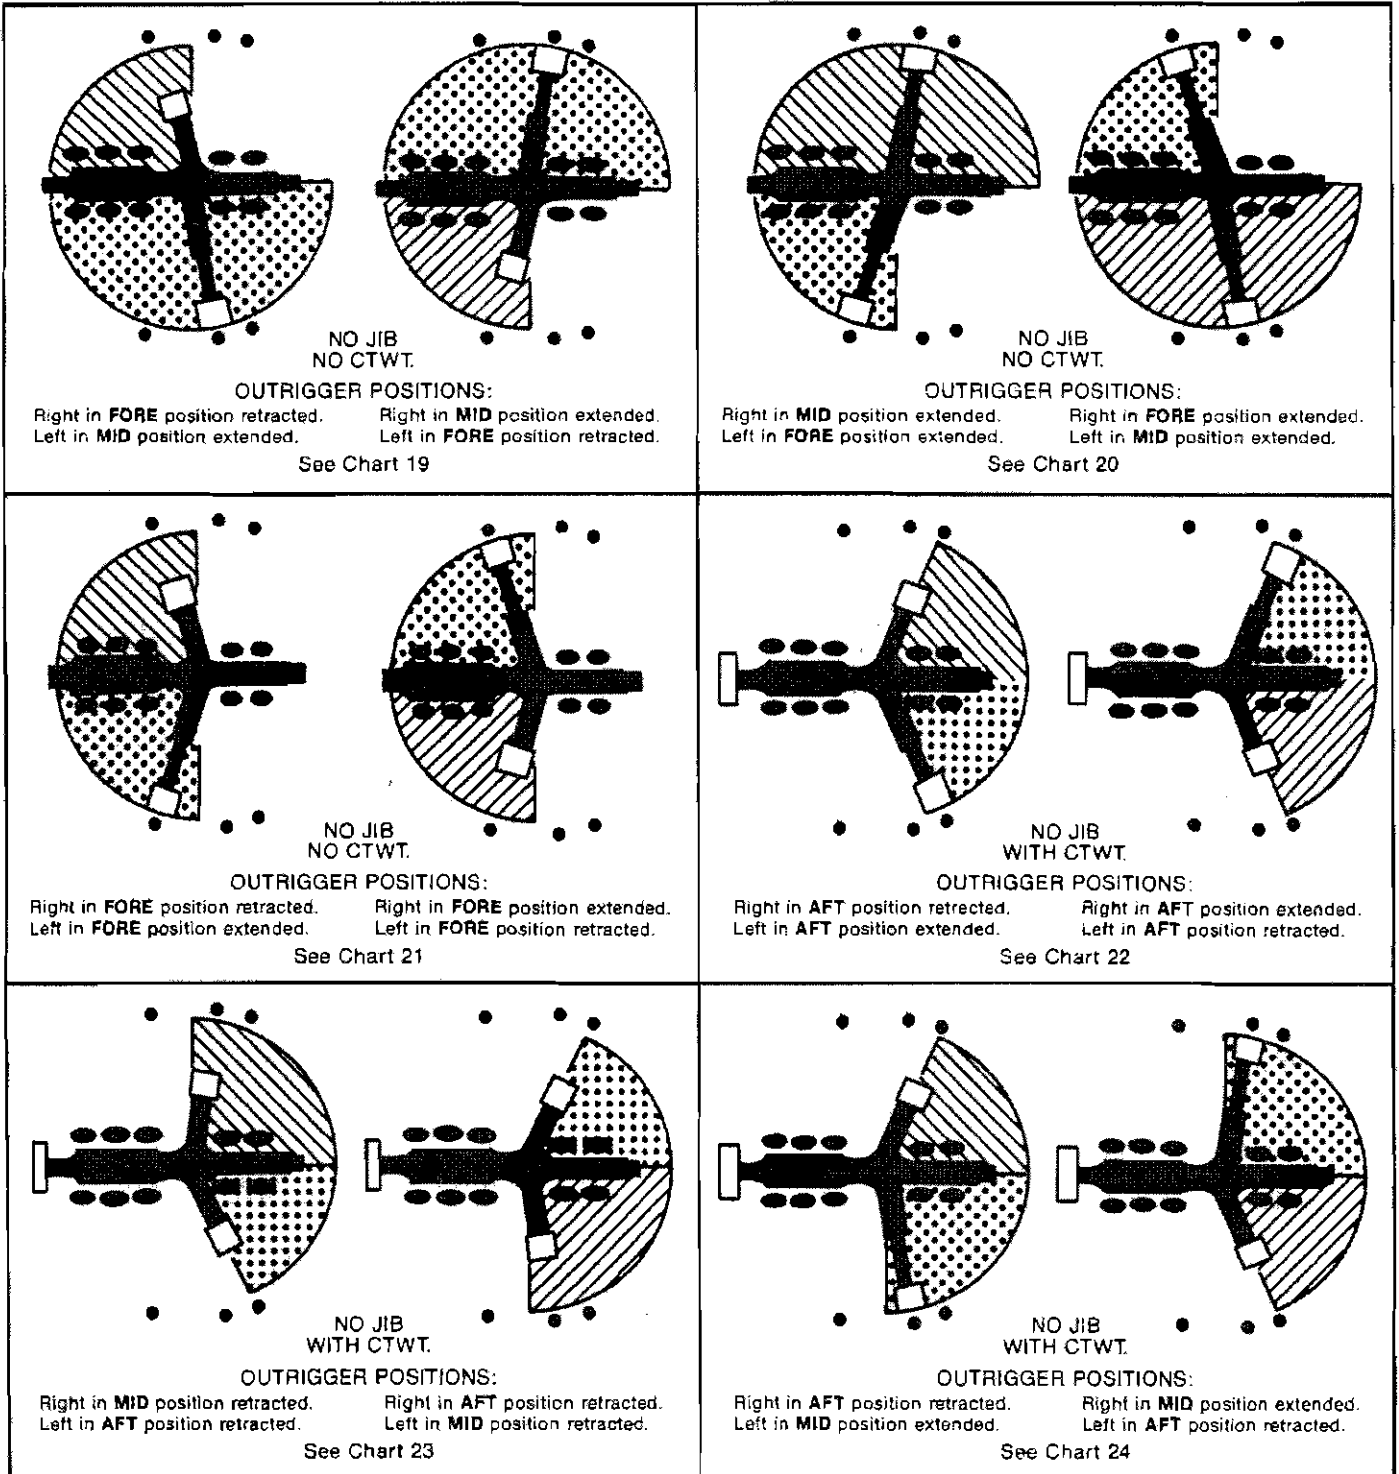 NO JIB
NO CTWT.
OUTRIGGER POSITIONS:
Right in FORE position retracted.
Left in MID position extended.
Right in MID position extended.
Left in FORE position retracted.
See Chart 19
NO JIB
NO CTWT.
OUTRIGGER POSITIONS:
Right in MID position extended.
Left in FORE position extended.
Right in FORE position extended.
Left in MID position extended.
See Chart 20
NO JIB
NO CTWT.
OUTRIGGER POSITIONS:
Right in FORE position retracted.
Left in FORE position extended.
Right in FORE position extended.
Left in FORE position retracted.
See Chart 21
NO JIB
WITH CTWT.
OUTRIGGER POSITIONS:
Right in AFT position retrected.
Left in AFT position extended.
Right in AFT position extended.
Left in AFT position retracted.
See Chart 22
NO JIB
WITH CTWT.
OUTRIGGER POSITIONS:
Right in MID position retracted.
Left in AFT position retracted.
Right in AFT position retracted.
Left in MID position retracted.
See Chart 23
NO JIB
WITH CTWT.
OUTRIGGER POSITIONS:
Right in AFT position retracted.
Left in MID position extended.
Right in MID position extended.
Left in AFT position retracted.
See Chart 24